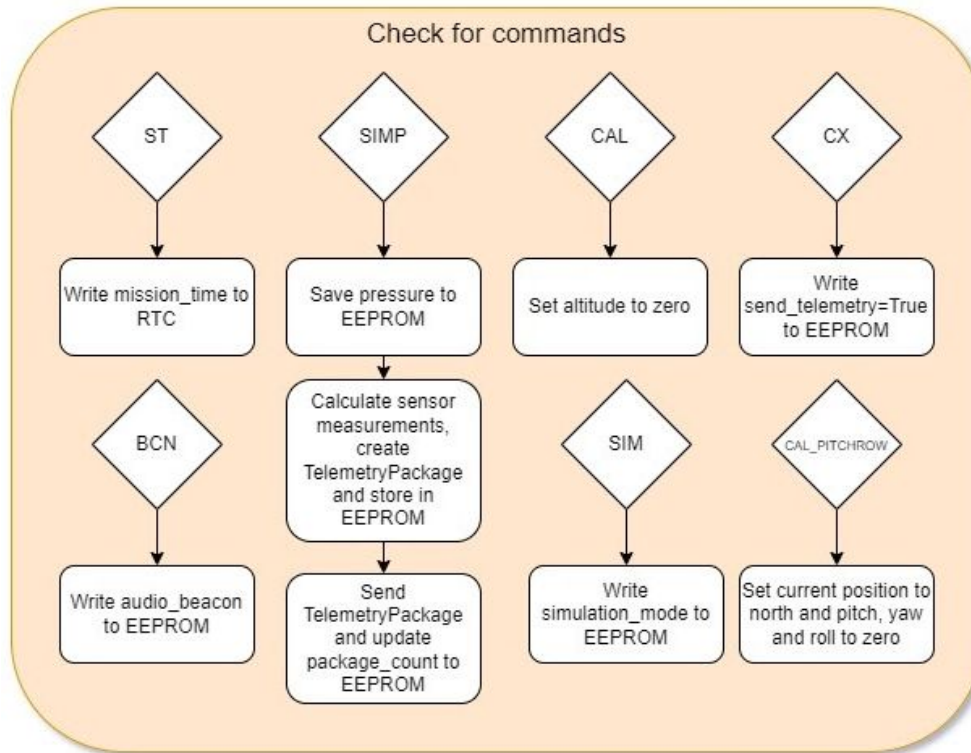 Check for commands
ST
SIMP
CAL
CX
Write mission_time to
RTC
Save pressure to
EEPROM
Set altitude to zero
Write
send_telemetry=True
to EEPROM
BCN
Calculate sensor
measurements,
create
TelemetryPackage
and store in
EEPROM
SIM
CAL_PITCHROW
Write audio_beacon
to EEPROM
Send
TelemetryPackage
and update
package_count to
EEPROM
Write
simulation_mode to
EEPROM
Set current position to
north and pitch, yaw
and roll to zero